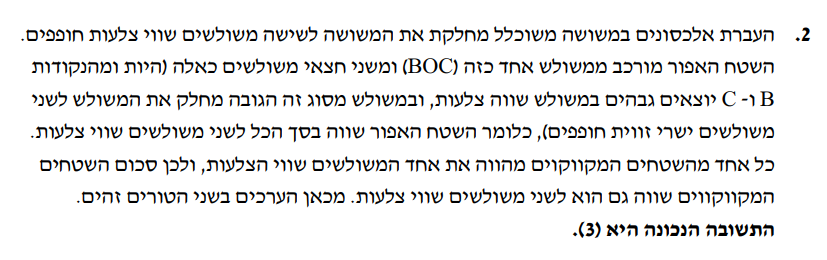 2. העברת אלכסונים במשושה משוכלל מחלקת את המשושה לשישה משולשים שווי צלעות חופפים.
השטח האפור מורכב ממשולש אחד כזה (BOC) ומשני חצאי משולשים כאלה (היות ומהנקודות
B ו- C יוצאים גבהים במשולש שווה צלעות, ובמשולש מסוג זה הגובה מחלק את המשולש לשני
משולשים ישרי זווית חופפים), כלומר השטח האפור שווה בסך הכל לשני משולשים שווי צלעות.
כל אחד מהשטחים המקווקוים מהווה את אחד המשולשים שווי הצלעות, ולכן סכום השטחים
המקווקווים שווה גם הוא לשני משולשים שווי צלעות. מכאן הערכים בשני הטורים זהים.
התשובה הנכונה היא (3).